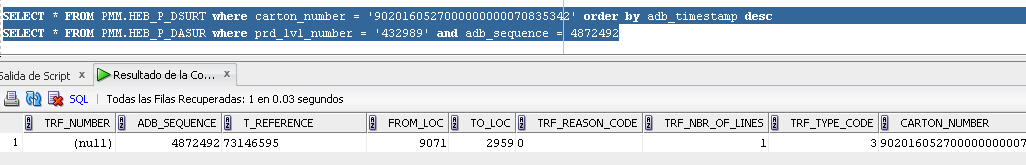 SELECT * FROM PMM.HEB_P_DSURT where carton_number = '9020160527000000000070835342' order by adb_timestamp desc
SELECT * FROM PMM.HEB_P_DASUR where prd_lvl_number = '432989' and adb_sequence = 4872492
Salida de Script × Resultado de la Co... ×
SQL | Todas las Filas Recuperadas: 1 en 0.03 segundos
TRF_NUMBER ADB_SEQUENCE T_REFERENCE FROM_LOC TO_LOC TRF_REASON_CODE TRF_NBR_OF_LINES TRF_TYPE_CODE CARTON_NUMBER
1 (null) 4872492 73146595 9071 2959 0 1 3 902016052700000000007